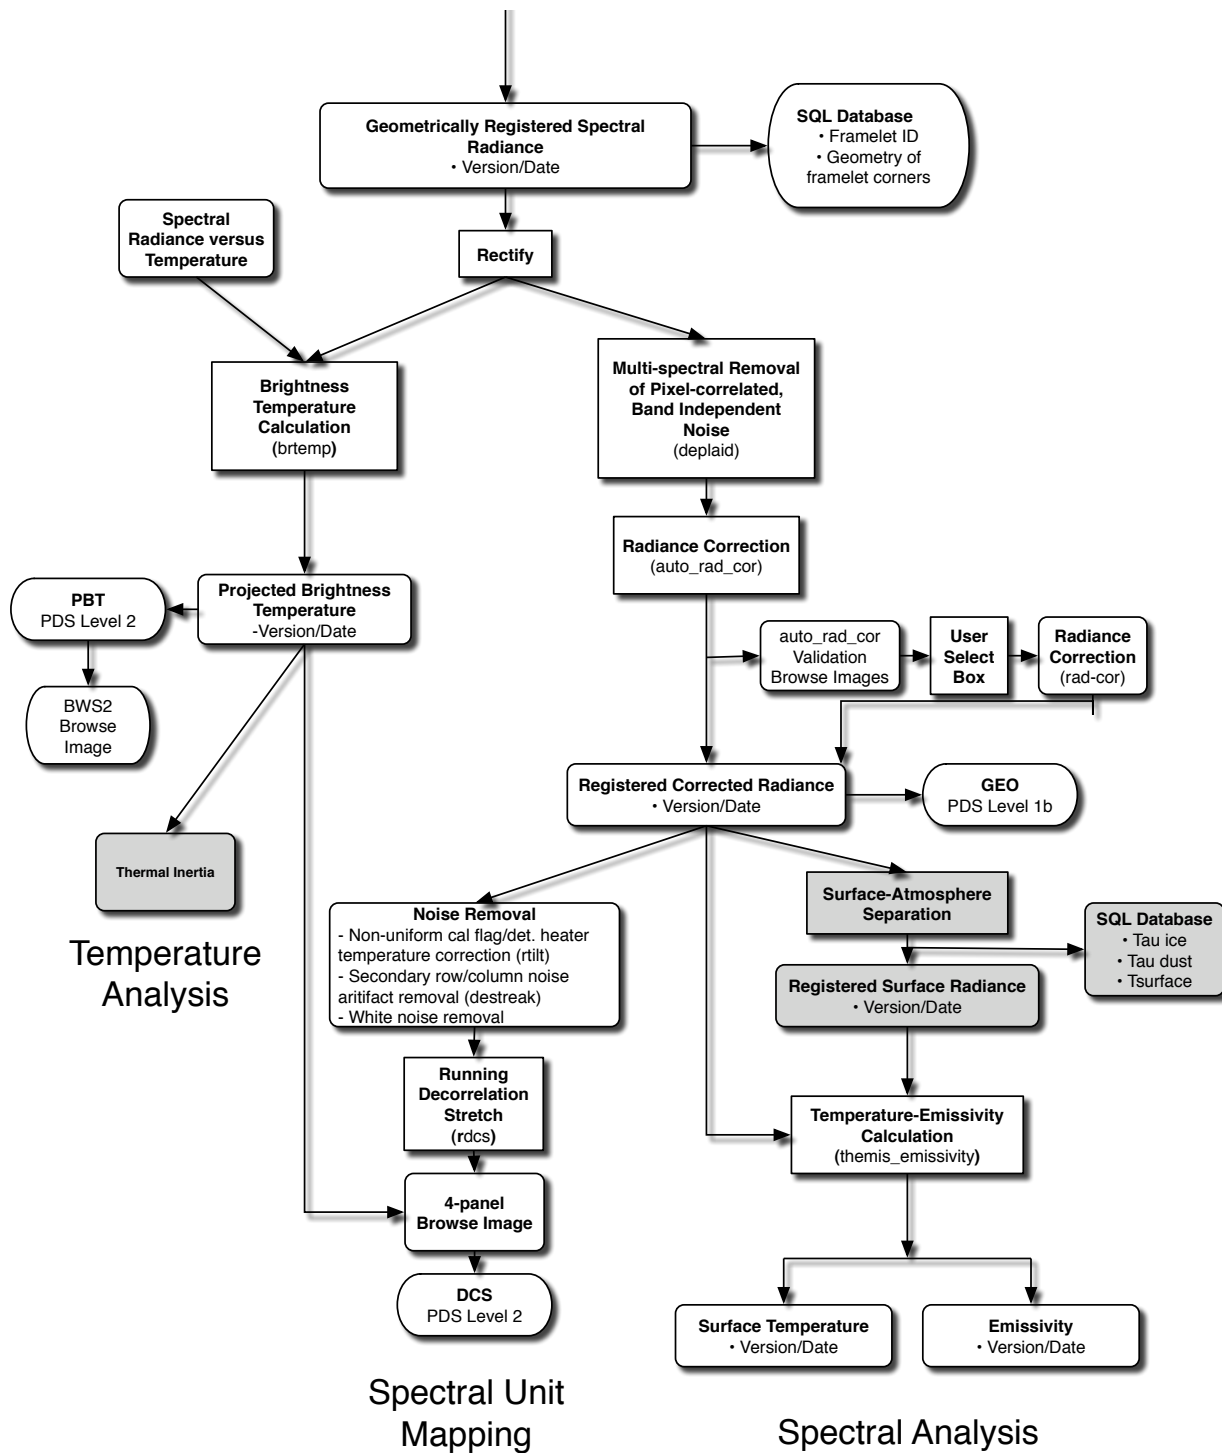 Geometrically Registered Spectral
Radiance
• Version/Date
SQL Database
• Framelet ID
• Geometry of
framelet corners
Spectral
Radiance versus
Temperature
Rectify
Brightness
Temperature
Calculation
(brtemp)
Multi-spectral Removal
of Pixel-correlated,
Band Independent
Noise
(deplaid)
Radiance Correction
(auto_rad_cor)
PBT
PDS Level 2
Projected Brightness
Temperature
-Version/Date
auto_rad_cor
Validation
Browse Images
User
Select
Box
Radiance
Correction
(rad-cor)
BWS2
Browse
Image
Registered Corrected Radiance
• Version/Date
GEO
PDS Level 1b
Thermal Inertia
Temperature
Analysis
Noise Removal
- Non-uniform cal flag/det. heater
temperature correction (rtilt)
- Secondary row/column noise
aritifact removal (destreak)
- White noise removal
Surface-Atmosphere
Separation
SQL Database
• Tau ice
• Tau dust
• Tsurface
Registered Surface Radiance
• Version/Date
Running
Decorrelation
Stretch
(rdcs)
Temperature-Emissivity
Calculation
(themis_emissivity)
4-panel
Browse Image
DCS
PDS Level 2
Surface Temperature
• Version/Date
Emissivity
• Version/Date
Spectral Unit
Mapping
Spectral Analysis